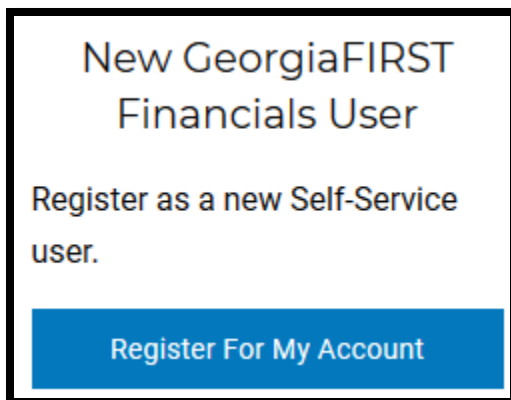 New GeorgiaFIRST
Financials User
Register as a new Self-Service
user.
Register For My Account